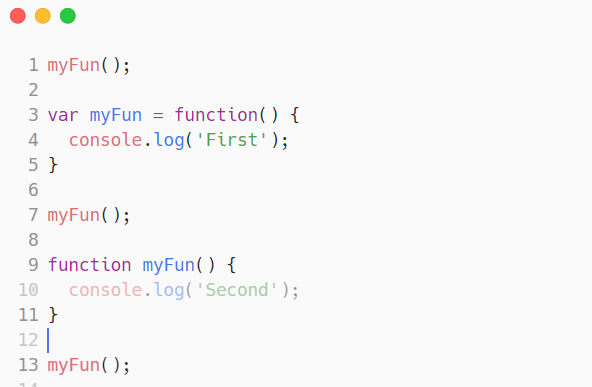 1 myFun();
2
3 var myFun = function() {
4   console.log('First');
5 }
6
7 myFun();
8
9 function myFun() {
10   console.log('Second');
11 }
12
13 myFun();
14